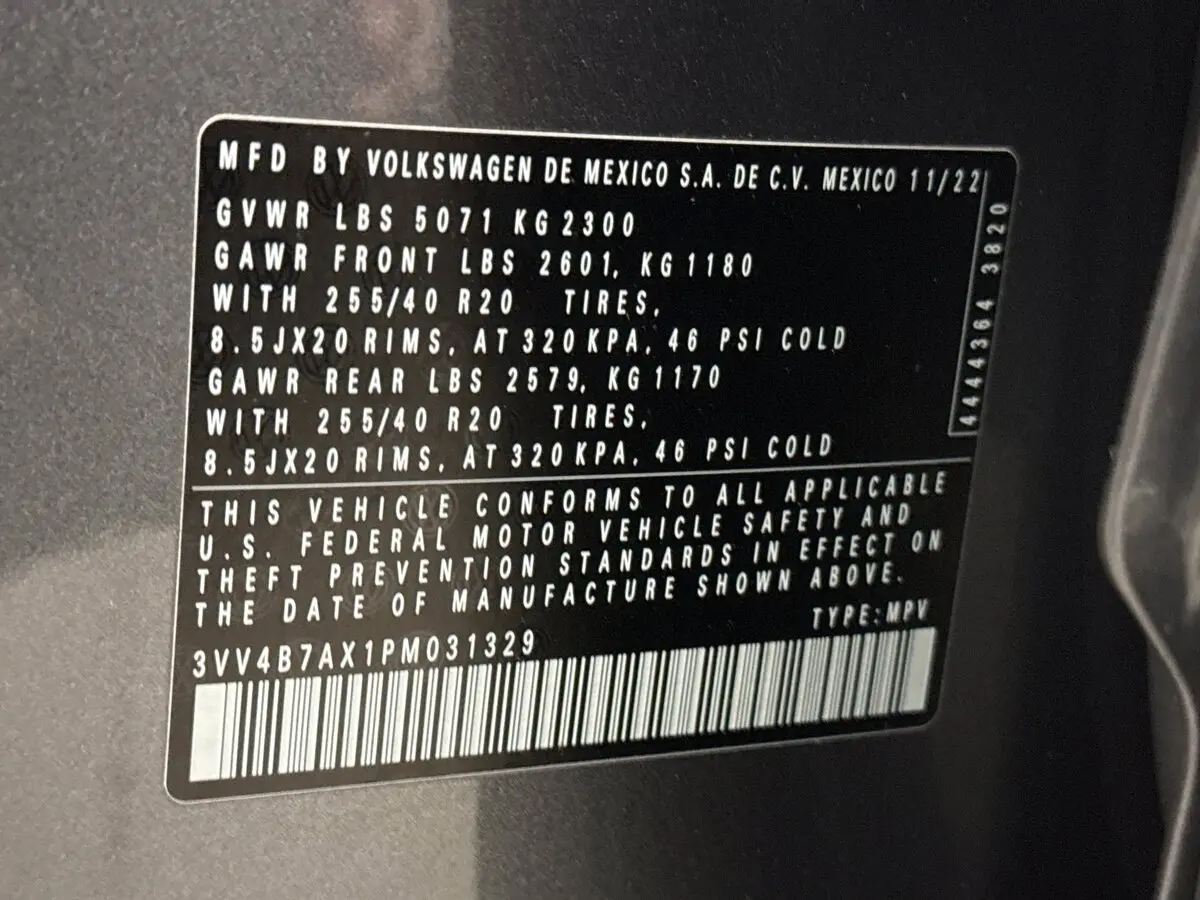 MFD BY VOLKSWAGEN DE MEXICO S.A. DE C.V. MEXICO 11/22
GVWR LBS 5071 KG 2300
GAWR FRONT LBS 2601, KG 1180
WITH 255/40 R20 TIRES,
8.5JX20 RIMS, AT 320 KPA, 46 PSI COLD
GAWR REAR LBS 2579, KG 1170
WITH 255/40 R20 TIRES,
8.5JX20 RIMS, AT 320 KPA, 46 PSI COLD
4444364 3820
THIS VEHICLE CONFORMS TO ALL APPLICABLE
U.S. FEDERAL MOTOR VEHICLE SAFETY AND
THEFT PREVENTION STANDARDS IN EFFECT ON
THE DATE OF MANUFACTURE SHOWN ABOVE.
TYPE: MPV
3VV4B7AX1PM031329